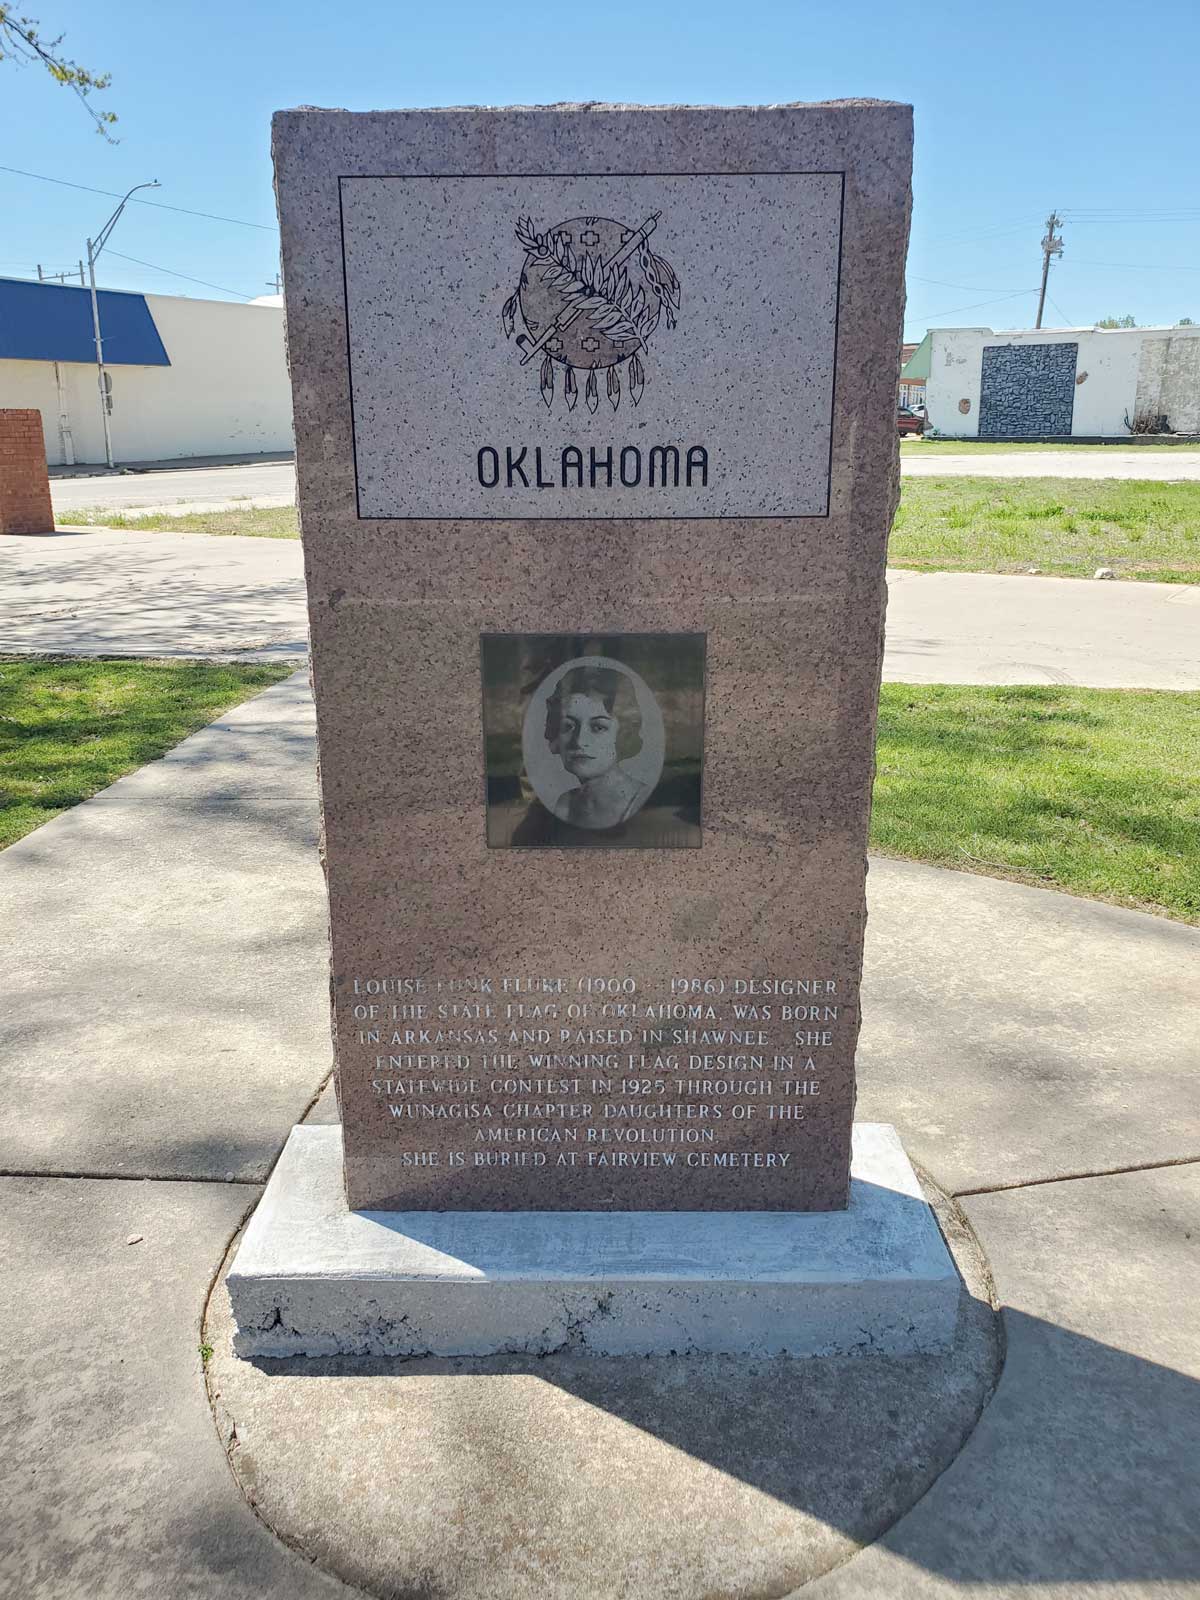 OKLAHOMA
LOUISE FUNK FLUKE (1900 - 1986) DESIGNER
OF THE STATE FLAG OF OKLAHOMA, WAS BORN
IN ARKANSAS AND RAISED IN SHAWNEE. SHE
ENTERED THE WINNING FLAG DESIGN IN A
STATEWIDE CONTEST IN 1925 THROUGH THE
WUNAGISA CHAPTER DAUGHTERS OF THE
AMERICAN REVOLUTION.
SHE IS BURIED AT FAIRVIEW CEMETERY